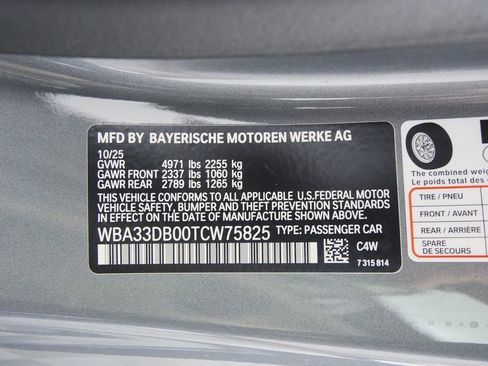 MFD BY BAYERISCHE MOTOREN WERKE AG
10/25
GVWR 4971 lbs 2255 kg
GAWR FRONT 2337 lbs 1060 kg
GAWR REAR 2789 lbs 1265 kg
THIS VEHICLE CONFORMS TO ALL APPLICABLE U.S. FEDERAL MOTOR
VEHICLE SAFETY, BUMPER, AND THEFT PREVENTION STANDARDS
IN EFFECT ON THE DATE OF MANUFACTURE SHOWN ABOVE.
WBA33DB00TCW75825 TYPE: PASSENGER CAR
C4W
7 315 814
The combined weig
Le poids total des
TIRE / PNEU
FRONT / AVANT
REAR / ARRIÈRE
SPARE
DE SECOURS